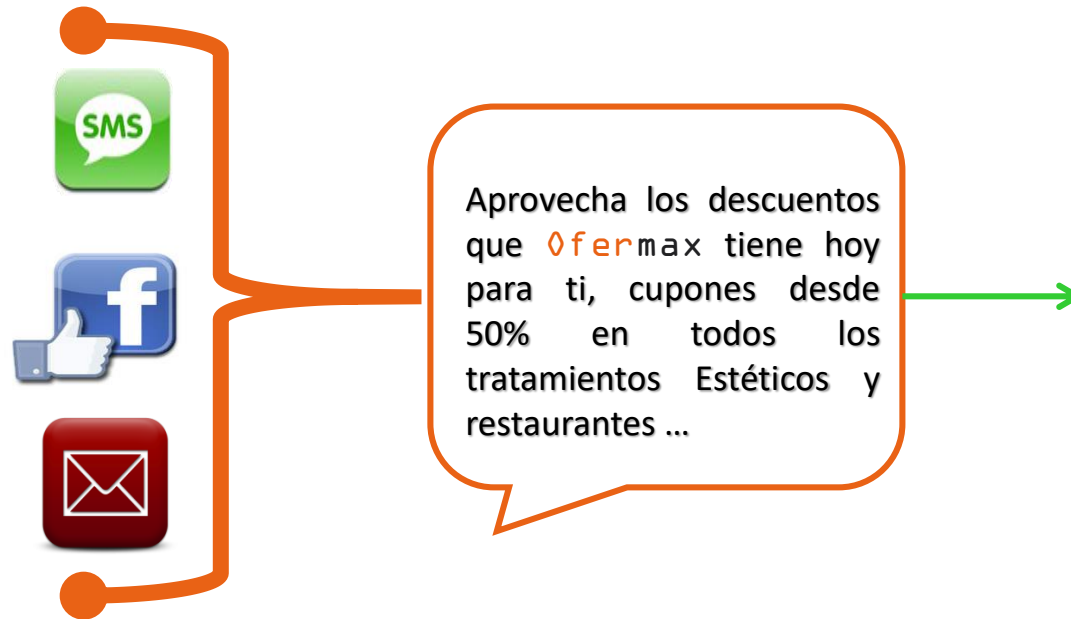 SMS
f
Aprovecha los descuentos
que Ofermax tiene hoy
para ti, cupones desde
50% en todos los
tratamientos Estéticos y
restaurantes …